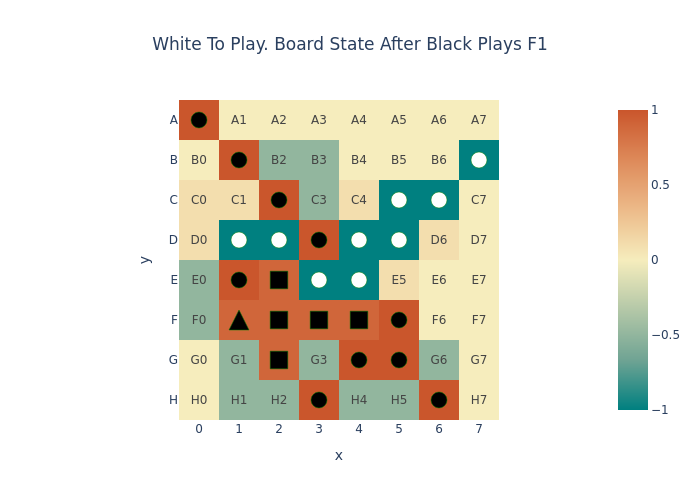 White To Play. Board State After Black Plays F1
A A1 A2 A3 A4 A5 A6 A7 1
B B0 B2 B3 B4 B5 B6
C C0 C1 C3 C4 C7 0.5
D D0 D6 D7
y 0
E E0 E5 E6 E7
F F0 F6 F7 −0.5
G G0 G1 G3 G6 G7
H H0 H1 H2 H4 H5 H7 −1
0 1 2 3 4 5 6 7
x